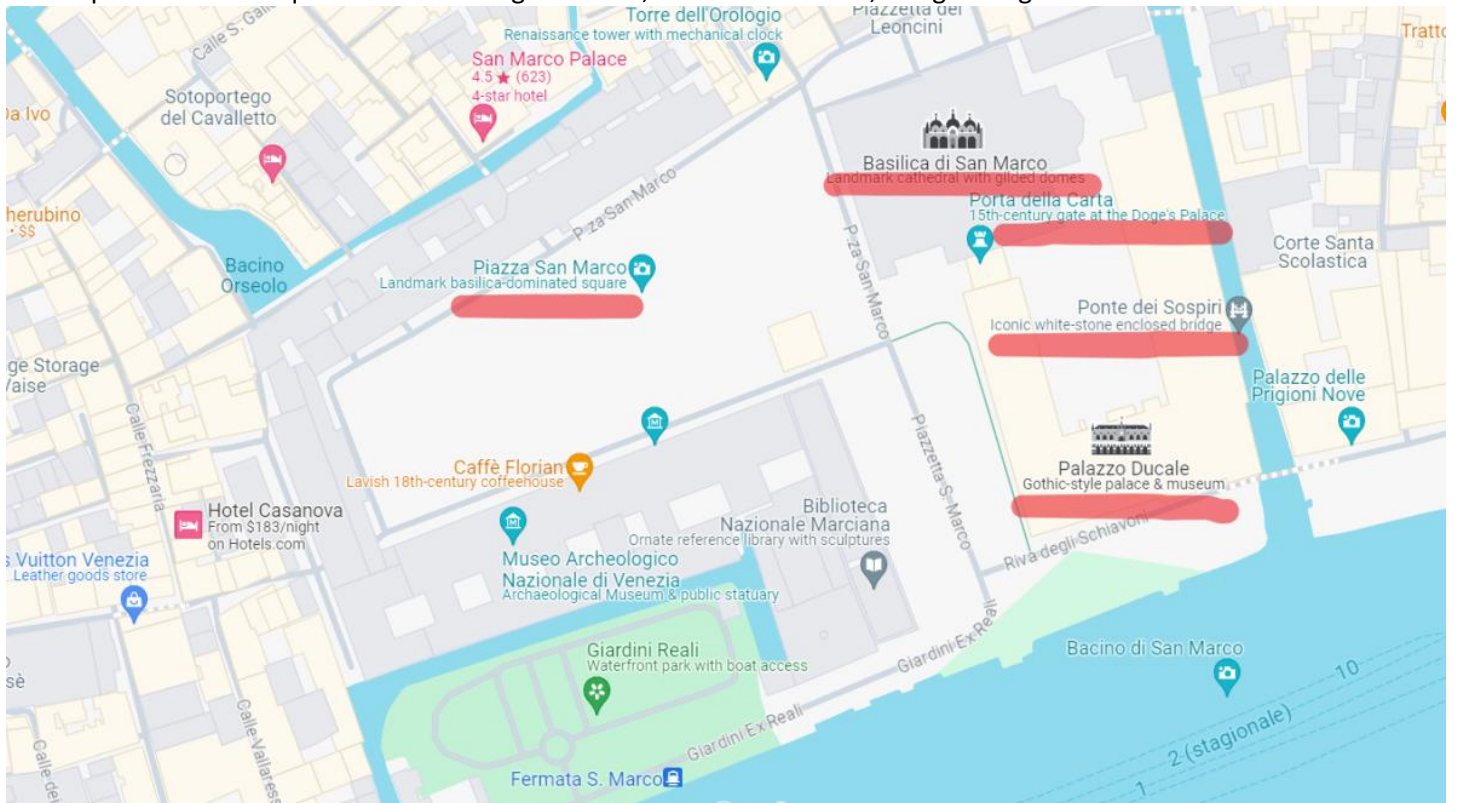 Calle S. Gall
Torre dell'Orologio
Renaissance tower with mechanical clock
Piazzetta dei
Leoncini
Tratto
San Marco Palace
4.5 ★ (623)
4-star hotel
Da Ivo
Sotoportego
del Cavalletto
Basilica di San Marco
Landmark cathedral with gilded domes
Porta della Carta
15th-century gate at the Doge's Palace
herubino
$$
P.za San Marco
P.za San Marco
Corte Santa
Scolastica
Bacino
Orseolo
Piazza San Marco
Landmark basilica-dominated square
Ponte dei Sospiri
Iconic white-stone enclosed bridge
ge Storage
Vaise
Palazzo delle
Prigioni Nove
Calle Frezzaria
Caffè Florian
Lavish 18th-century coffeehouse
Piazzetta S. Marco
Palazzo Ducale
Gothic-style palace & museum
Hotel Casanova
From $183/night
on Hotels.com
Biblioteca
Nazionale Marciana
Ornate reference library with sculptures
Riva degli Schiavoni
s Vuitton Venezia
Leather goods store
Museo Archeologico
Nazionale di Venezia
Archaeological Museum & public statuary
Giardini Reali
Waterfront park with boat access
Giardini Ex Reali
Bacino di San Marco
sè
Calle Vallaress
Giardini Ex Reali
10
2 (stagionale)
1
Calle dei
Fermata S. Marco